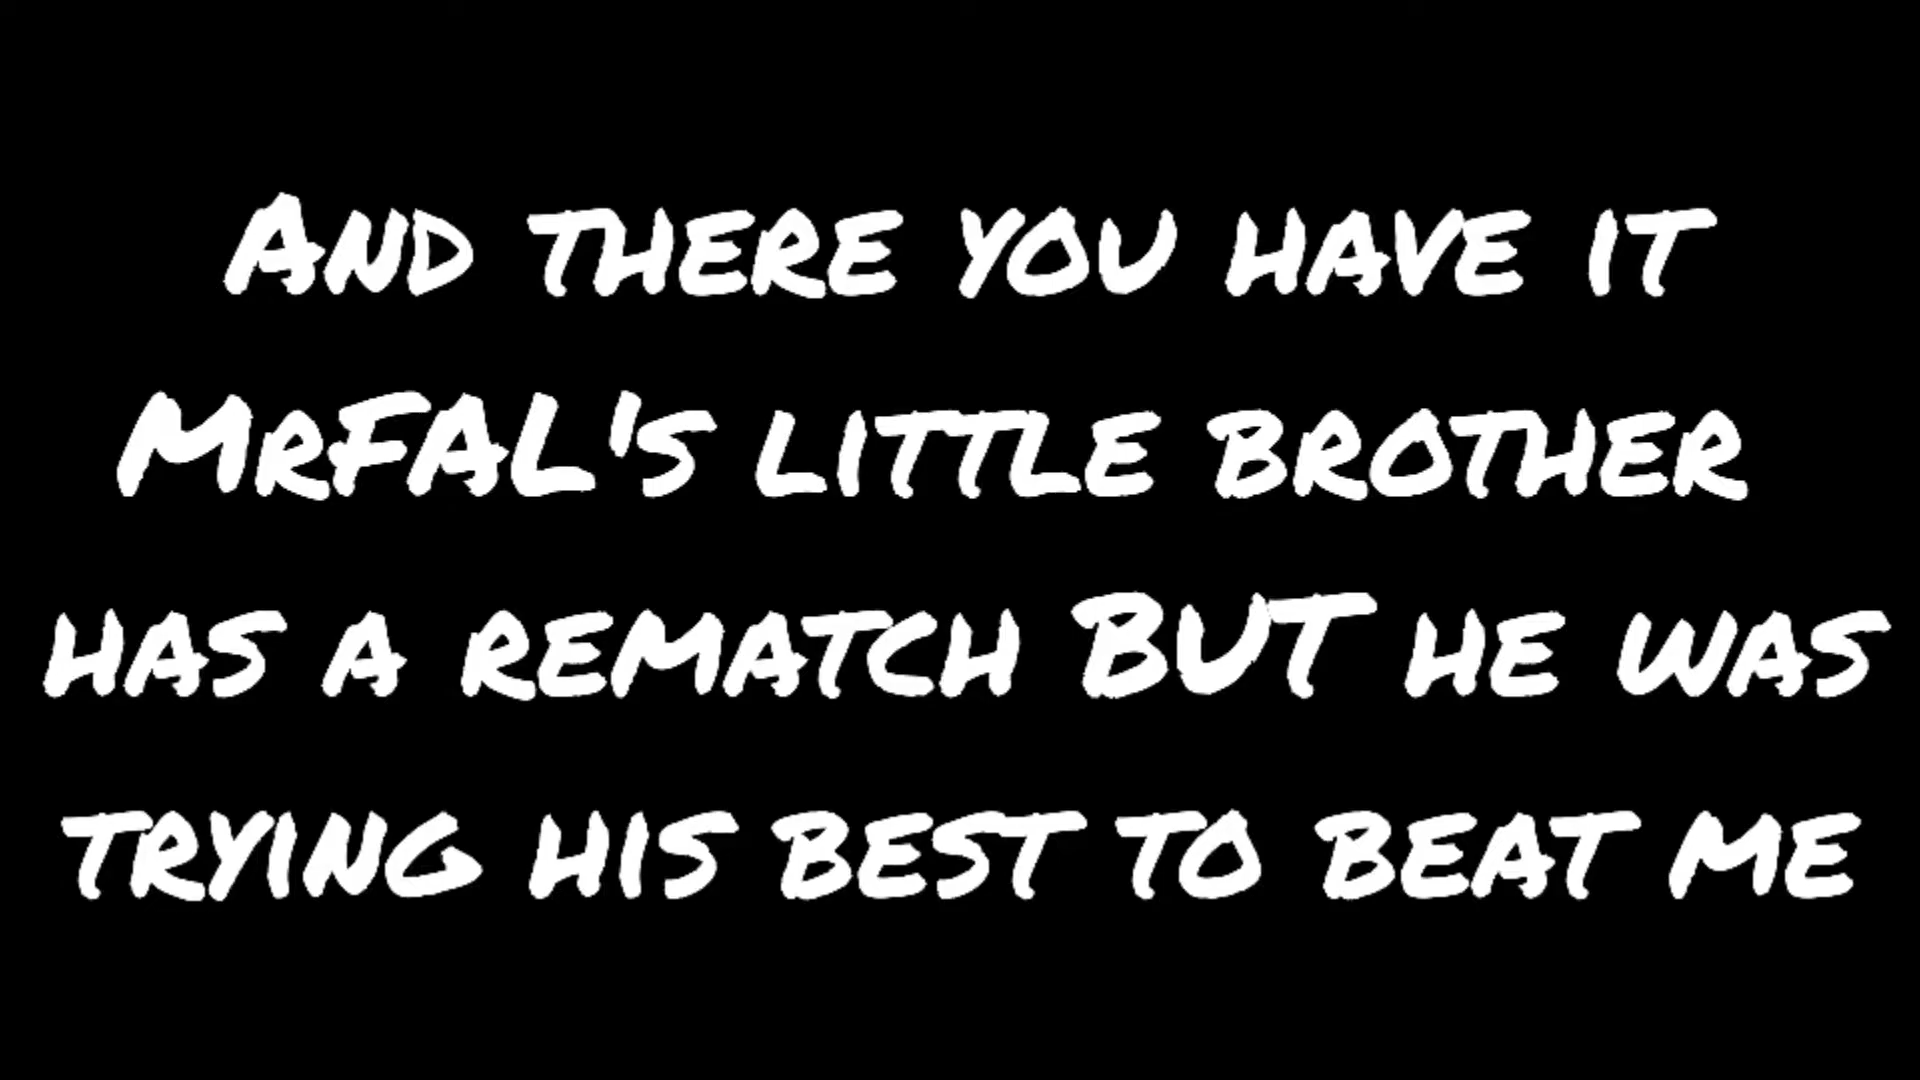 And there you have it
MrFAL's little brother
has a rematch BUT he was
trying his best to beat me